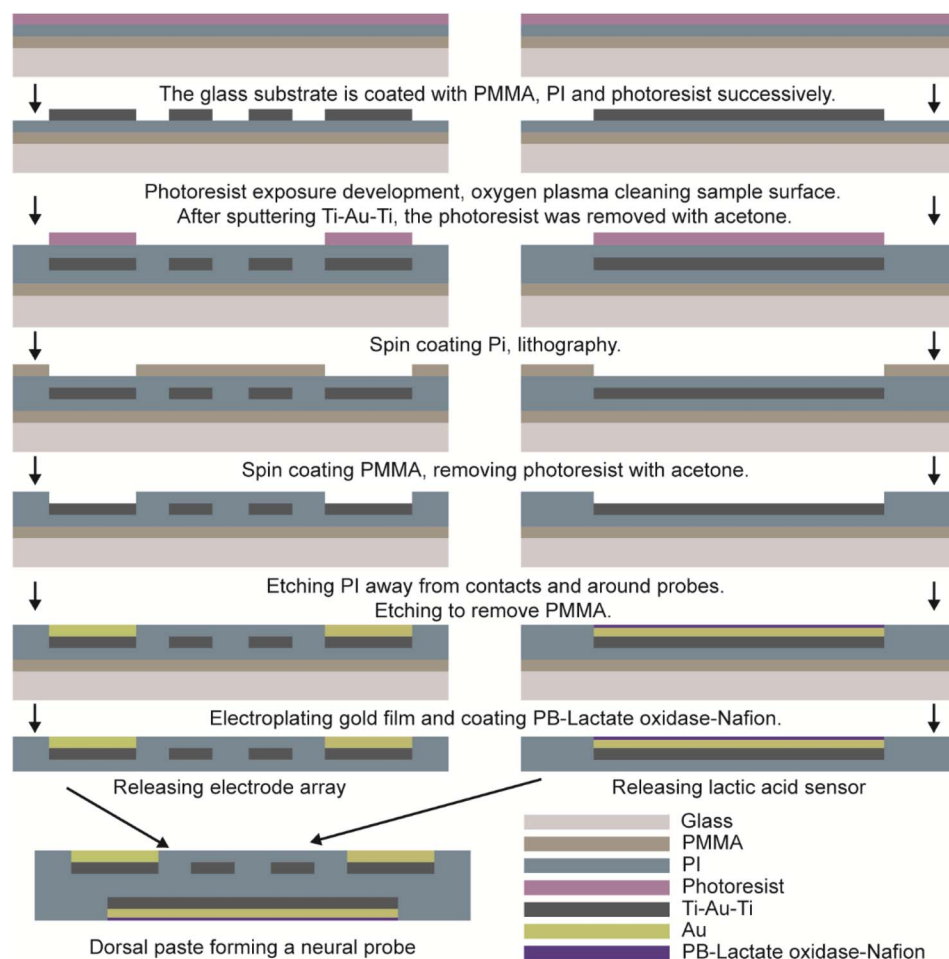 The glass substrate is coated with PMMA, PI and photoresist successively.
Photoresist exposure development, oxygen plasma cleaning sample surface.
After sputtering Ti-Au-Ti, the photoresist was removed with acetone.
Spin coating Pi, lithography.
Spin coating PMMA, removing photoresist with acetone.
Etching PI away from contacts and around probes.
Etching to remove PMMA.
Electroplating gold film and coating PB-Lactate oxidase-Nafion.
Releasing electrode array
Releasing lactic acid sensor
Glass
PMMA
PI
Photoresist
Ti-Au-Ti
Au
PB-Lactate oxidase-Nafion
Dorsal paste forming a neural probe